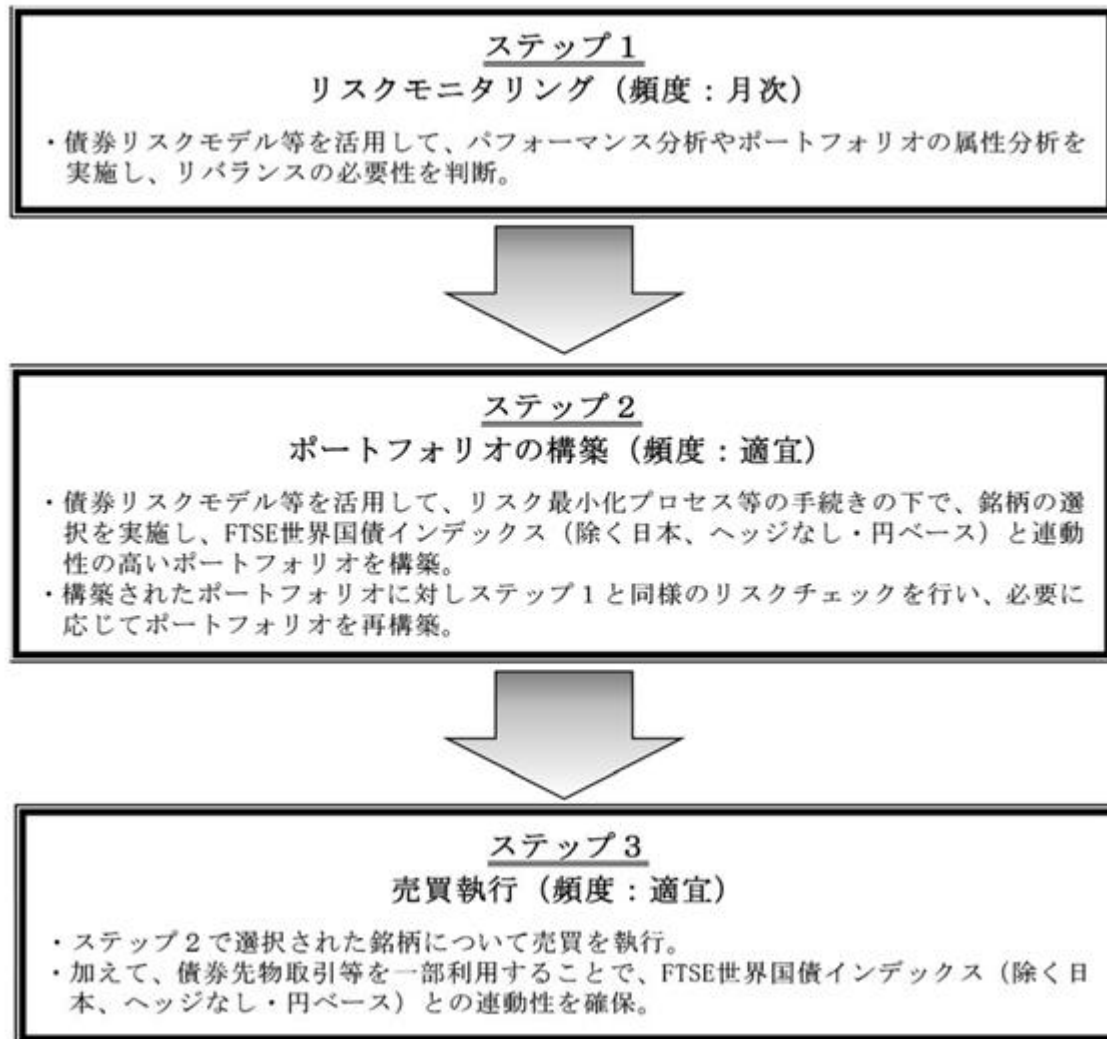 ステップ1
リスクモニタリング（頻度：月次）
・債券リスクモデル等を活用して、パフォーマンス分析やポートフォリオの属性分析を
実施し、リバランスの必要性を判断。
ステップ2
ポートフォリオの構築（頻度：適宜）
・債券リスクモデル等を活用して、リスク最小化プロセス等の手続きの下で、銘柄の選
択を実施し、FTSE世界国債インデックス（除く日本、ヘッジなし・円ベース）と連動
性の高いポートフォリオを構築。
・構築されたポートフォリオに対しステップ1と同様のリスクチェックを行い、必要に
応じてポートフォリオを再構築。
ステップ3
売買執行（頻度：適宜）
・ステップ2で選択された銘柄について売買を執行。
・加えて、債券先物取引等を一部利用することで、FTSE世界国債インデックス（除く日
本、ヘッジなし・円ベース）との連動性を確保。